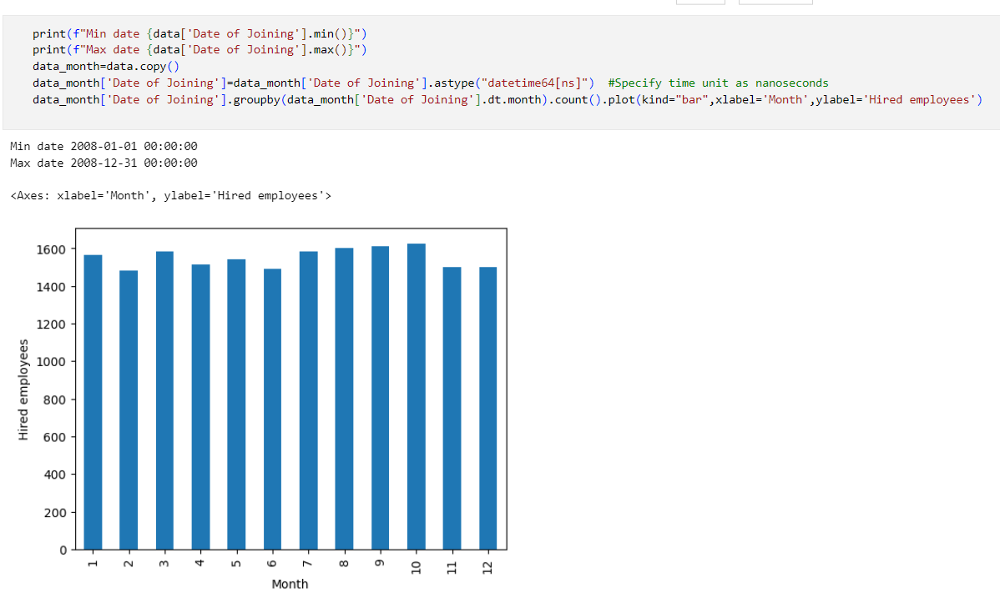 print(f"Min date {data['Date of Joining'].min()}")
print(f"Max date {data['Date of Joining'].max()}")
data_month=data.copy()
data_month['Date of Joining']=data_month['Date of Joining'].astype("datetime64[ns]")  #Specify time unit as nanoseconds
data_month['Date of Joining'].groupby(data_month['Date of Joining'].dt.month).count().plot(kind="bar",xlabel='Month',ylabel='Hired employees')
Min date 2008-01-01 00:00:00
Max date 2008-12-31 00:00:00
<Axes: xlabel='Month', ylabel='Hired employees'>
Hired employees
1600
1400
1200
1000
800
600
400
200
0
1 2 3 4 5 6 7 8 9 10 11 12
Month